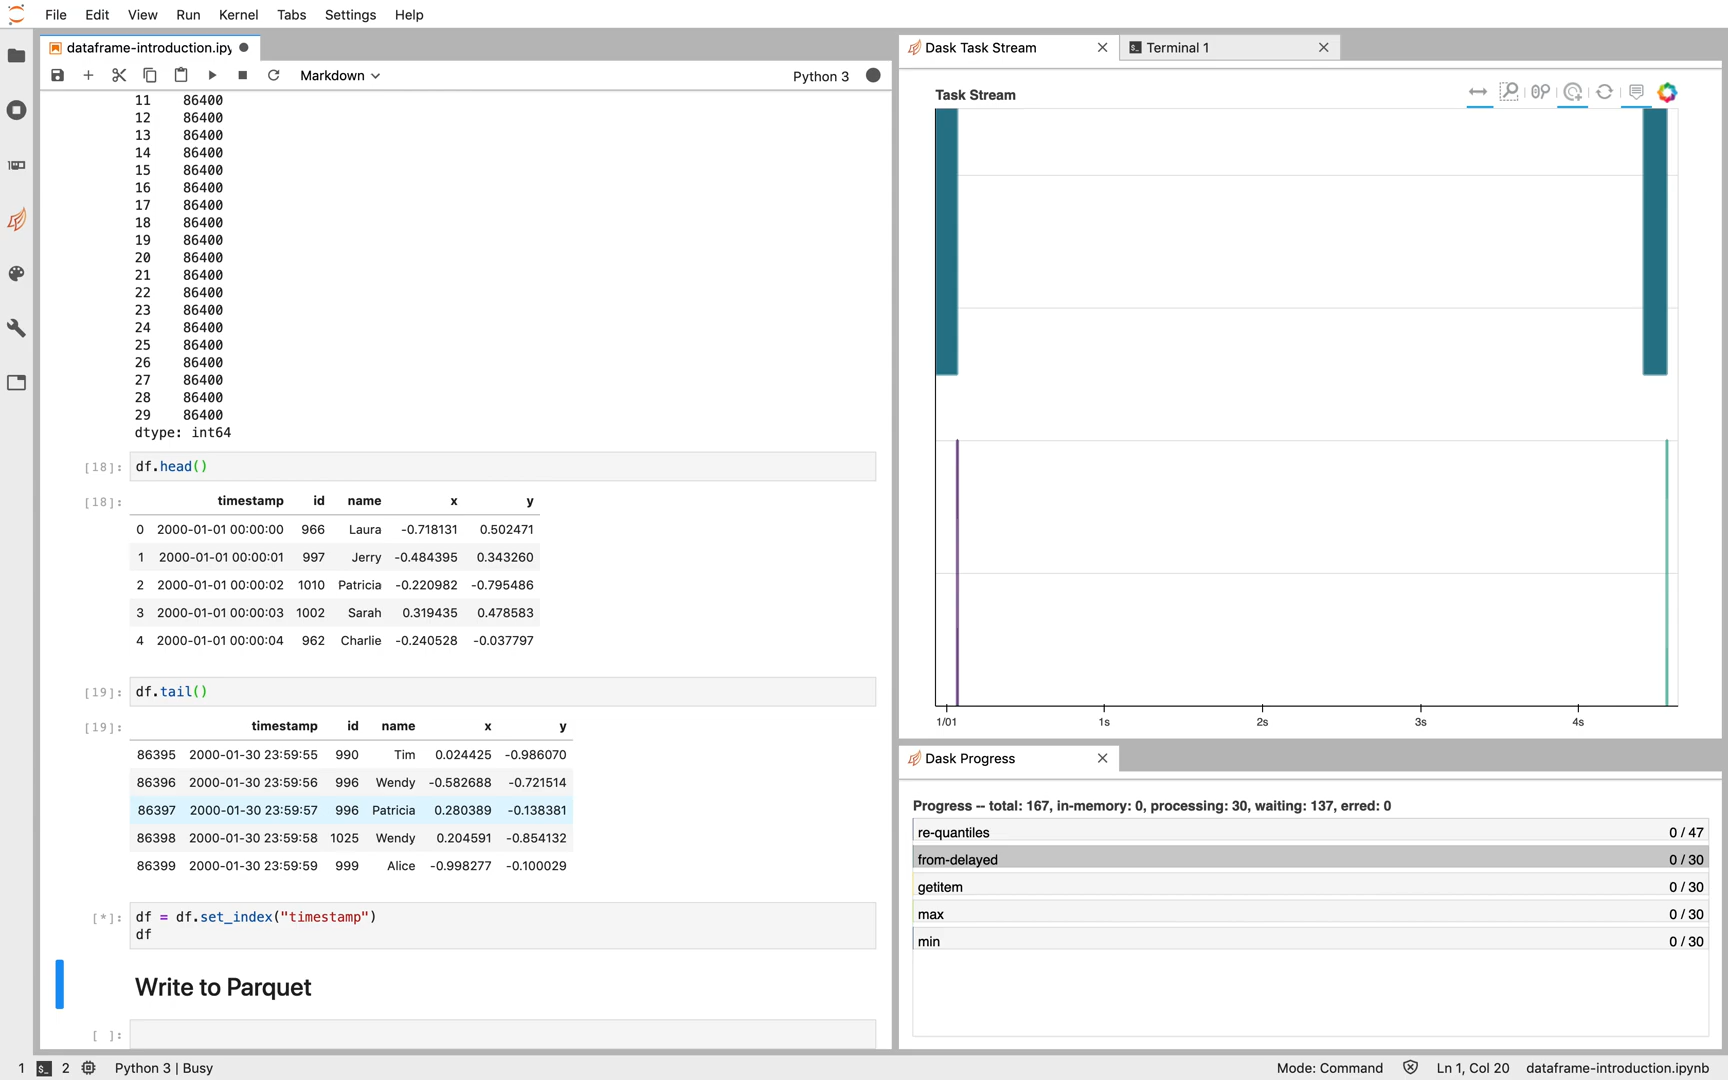 File Edit View Run Kernel Tabs Settings Help
dataframe-introduction.ipy
Markdown Python 3
11 86400
12 86400
13 86400
14 86400
15 86400
16 86400
17 86400
18 86400
19 86400
20 86400
21 86400
22 86400
23 86400
24 86400
25 86400
26 86400
27 86400
28 86400
29 86400
dtype: int64
[18]: df.head()
[18]: timestamp id name x y
0 2000-01-01 00:00:00 966 Laura -0.718131 0.502471
1 2000-01-01 00:00:01 997 Jerry -0.484395 0.343260
2 2000-01-01 00:00:02 1010 Patricia -0.220982 -0.795486
3 2000-01-01 00:00:03 1002 Sarah 0.319435 0.478583
4 2000-01-01 00:00:04 962 Charlie -0.240528 -0.037797
[19]: df.tail()
[19]: timestamp id name x y
86395 2000-01-30 23:59:55 990 Tim 0.024425 -0.986070
86396 2000-01-30 23:59:56 996 Wendy -0.582688 -0.721514
86397 2000-01-30 23:59:57 996 Patricia 0.280389 -0.138381
86398 2000-01-30 23:59:58 1025 Wendy 0.204591 -0.854132
86399 2000-01-30 23:59:59 999 Alice -0.998277 -0.100029
[*]: df = df.set_index("timestamp")
df
Write to Parquet
[ ]:
Dask Task Stream Terminal 1
Task Stream
1/01 1s 2s 3s 4s
Dask Progress
Progress -- total: 167, in-memory: 0, processing: 30, waiting: 137, erred: 0
re-quantiles 0 / 47
from-delayed 0 / 30
getitem 0 / 30
max 0 / 30
min 0 / 30
1 2 Python 3 | Busy Mode: Command Ln 1, Col 20 dataframe-introduction.ipynb